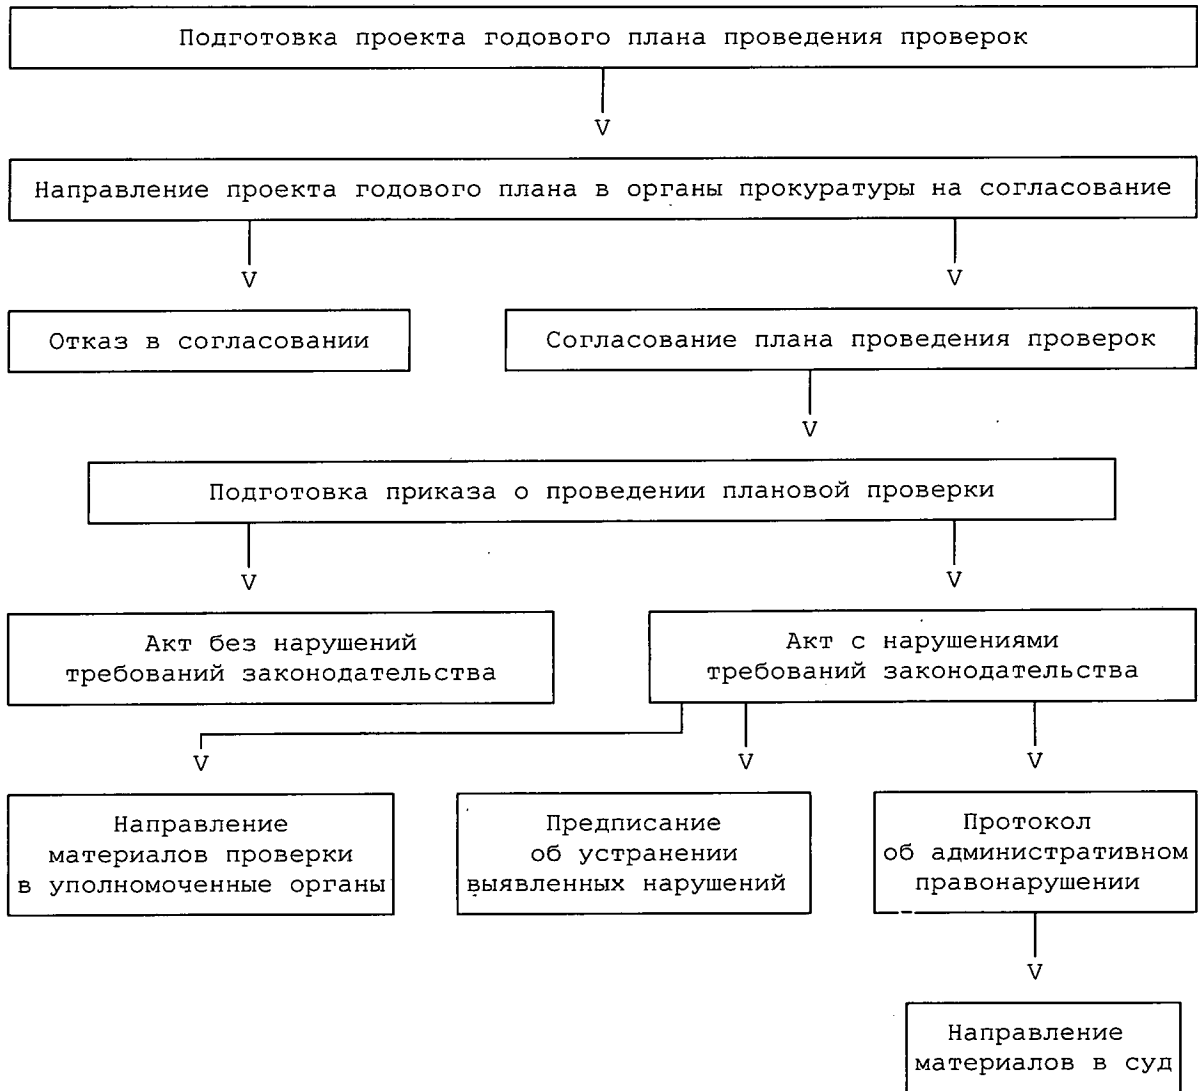 Подготовка проекта годового плана проведения проверок
V
Направление проекта годового плана в органы прокуратуры на согласование
V
V
Отказ в согласовании
Согласование плана проведения проверок
V
Подготовка приказа о проведении плановой проверки
V
V
Акт без нарушений
требований законодательства
Акт с нарушениями
требований законодательства
V
V
V
Направление
материалов проверки
в уполномоченные органы
Предписание
об устранении
выявленных нарушений
Протокол
об административном
правонарушении
V
Направление
материалов в суд